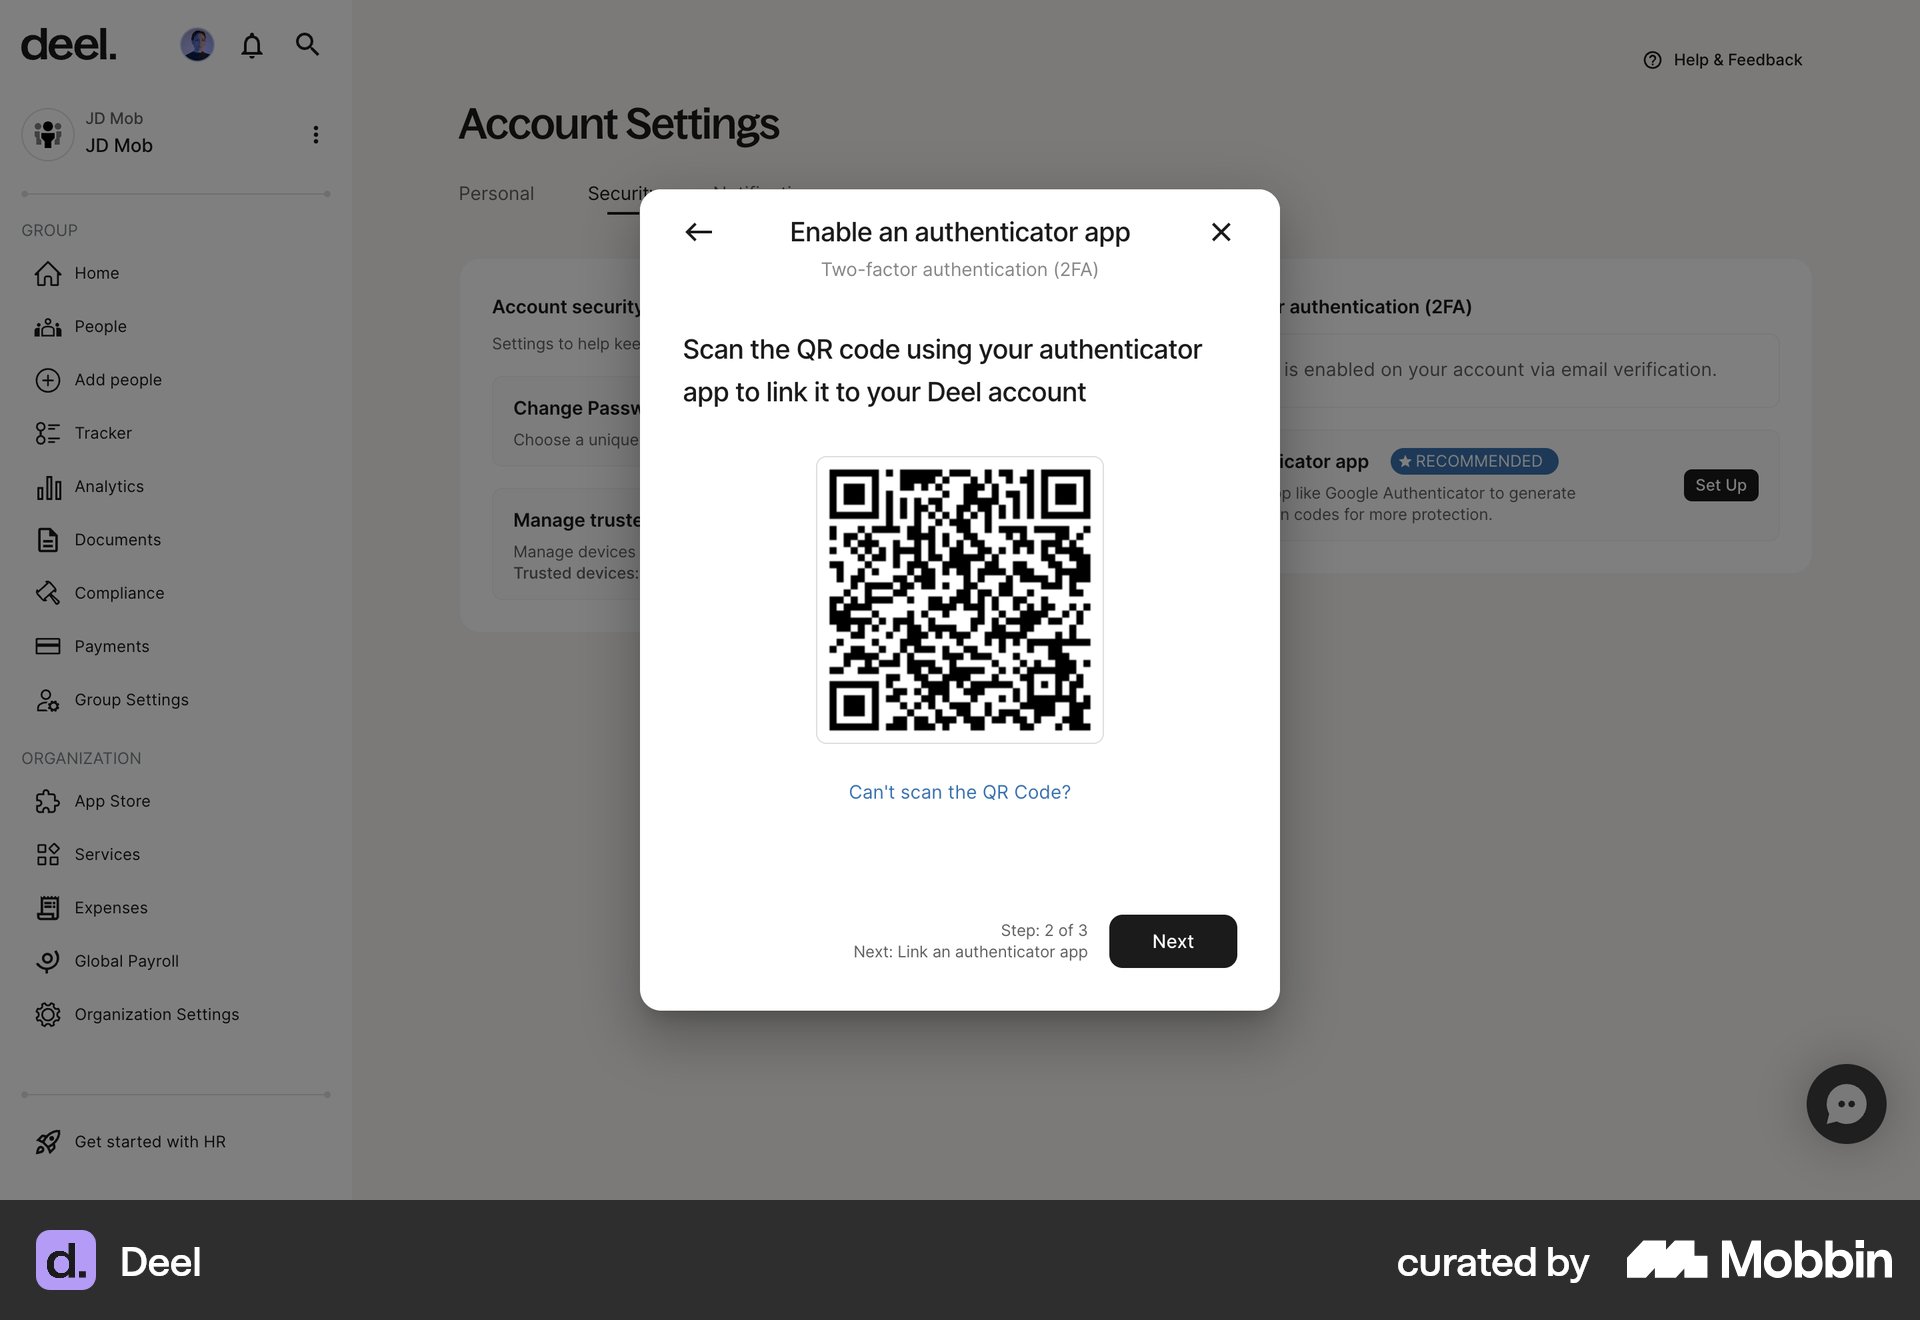 deel.
Help & Feedback
JD Mob
JD Mob
Account Settings
Personal
Security
GROUP
Home
People
Add people
Tracker
Analytics
Documents
Compliance
Payments
Group Settings
ORGANIZATION
App Store
Services
Expenses
Global Payroll
Organization Settings
Get started with HR
Account security
Settings to help kee
Change Passw
Choose a unique
Manage truste
Manage devices
Trusted devices:
Enable an authenticator app
Two-factor authentication (2FA)
Scan the QR code using your authenticator
app to link it to your Deel account
Can't scan the QR Code?
Step: 2 of 3
Next: Link an authenticator app
Next
authentication (2FA)
is enabled on your account via email verification.
icator app
RECOMMENDED
like Google Authenticator to generate
codes for more protection.
Set Up
d.
Deel
curated by
Mobbin